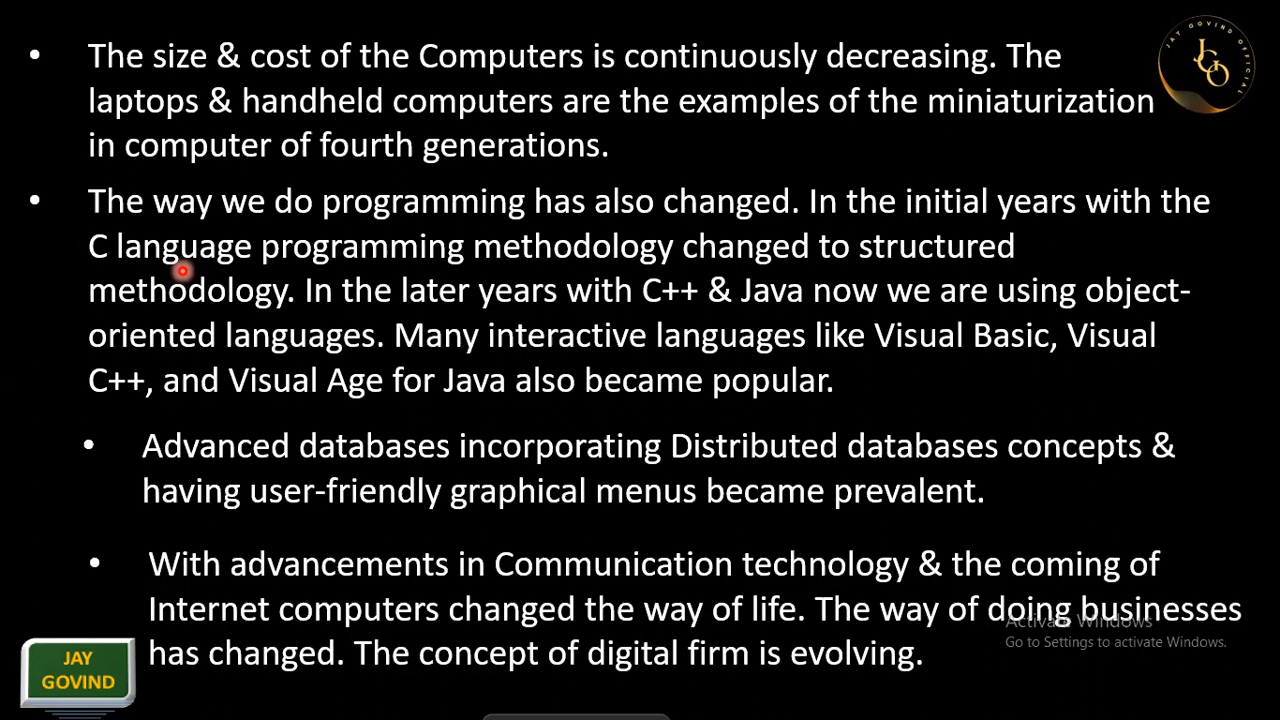 JAY GOVIND OFFICIAL
JGO
• The size & cost of the Computers is continuously decreasing. The
laptops & handheld computers are the examples of the miniaturization
in computer of fourth generations.
• The way we do programming has also changed. In the initial years with the
C language programming methodology changed to structured
methodology. In the later years with C++ & Java now we are using object-
oriented languages. Many interactive languages like Visual Basic, Visual
C++, and Visual Age for Java also became popular.
• Advanced databases incorporating Distributed databases concepts &
having user-friendly graphical menus became prevalent.
• With advancements in Communication technology & the coming of
Internet computers changed the way of life. The way of doing businesses
has changed. The concept of digital firm is evolving.
Activate Windows
Go to Settings to activate Windows.
JAY
GOVIND